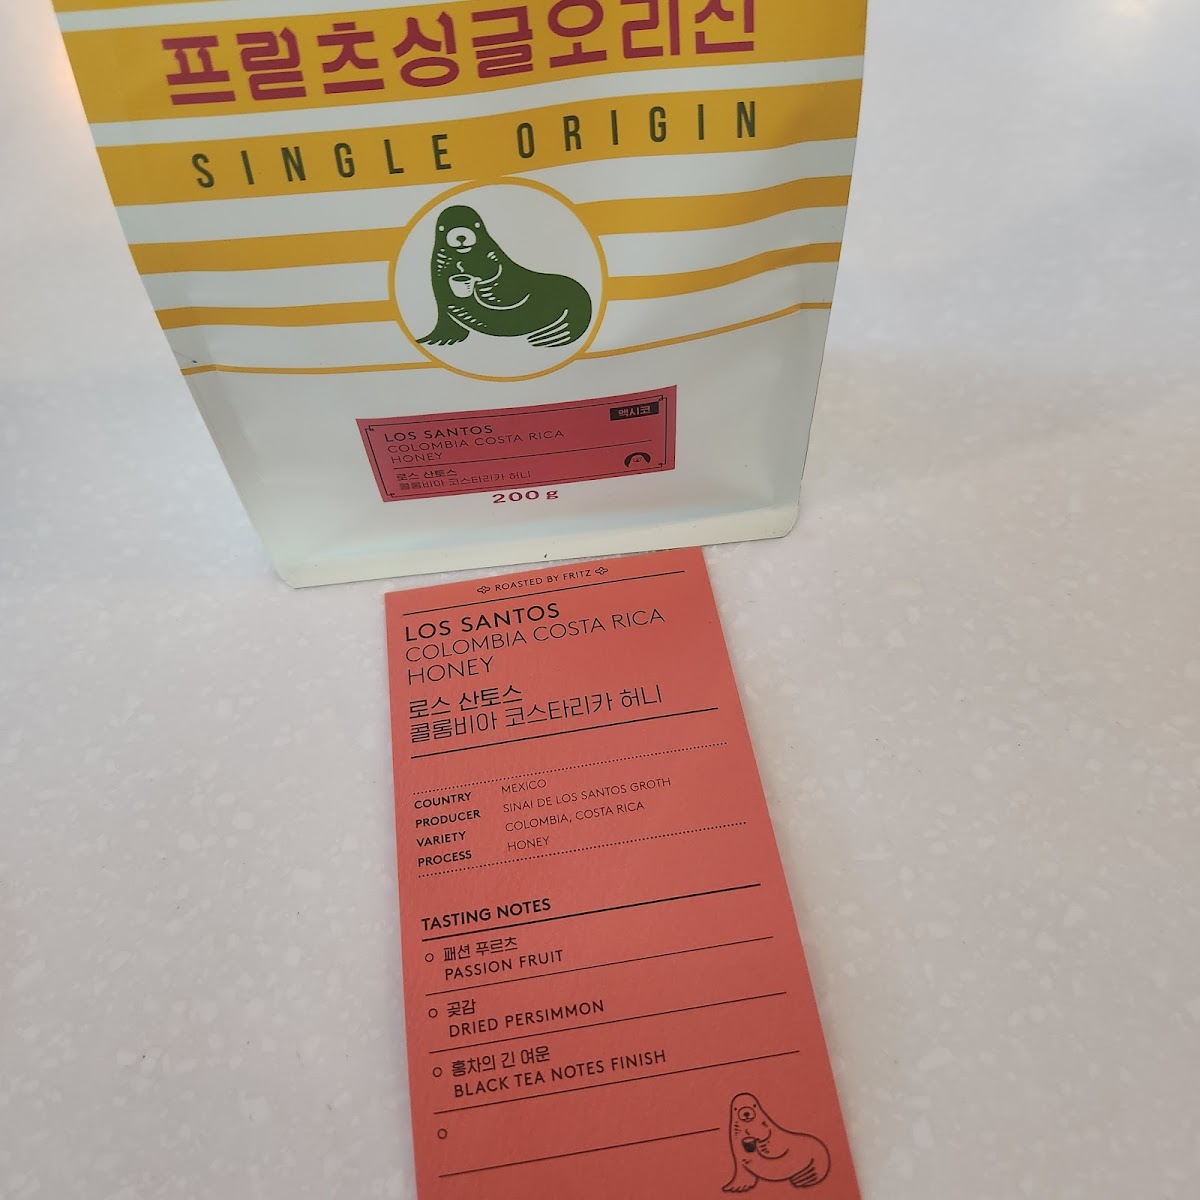 프릳츠싱글오리진
SINGLE ORIGIN
멕시코
LOS SANTOS
COLOMBIA COSTA RICA
HONEY
로스 산토스
콜롬비아 코스타리카 허니
200 g
ROASTED BY FRITZ
LOS SANTOS
COLOMBIA COSTA RICA
HONEY
로스 산토스
콜롬비아 코스타리카 허니
COUNTRY MEXICO
PRODUCER SINAI DE LOS SANTOS GROTH
VARIETY COLOMBIA, COSTA RICA
PROCESS HONEY
TASTING NOTES
패션 푸르츠
PASSION FRUIT
곶감
DRIED PERSIMMON
홍차의 긴 여운
BLACK TEA NOTES FINISH